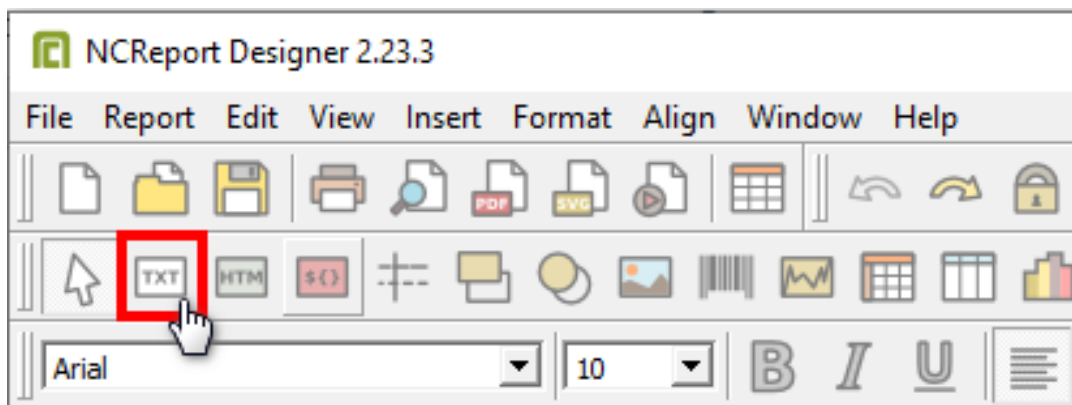 NCReport Designer 2.23.3
File Report Edit View Insert Format Align Window Help
PDF SVG
TXT HTM ${}
Arial 10 B I U